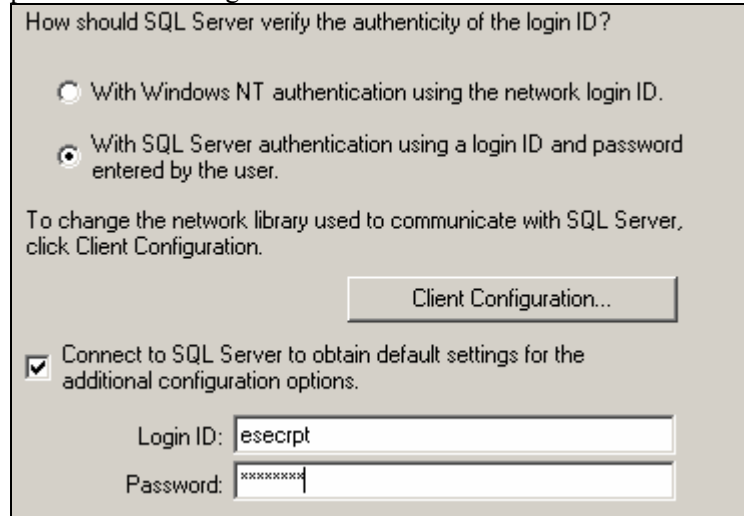 How should SQL Server verify the authenticity of the login ID?
With Windows NT authentication using the network login ID.
With SQL Server authentication using a login ID and password
entered by the user.
To change the network library used to communicate with SQL Server,
click Client Configuration.
Client Configuration...
Connect to SQL Server to obtain default settings for the
additional configuration options.
Login ID: esecrpt
Password: ********